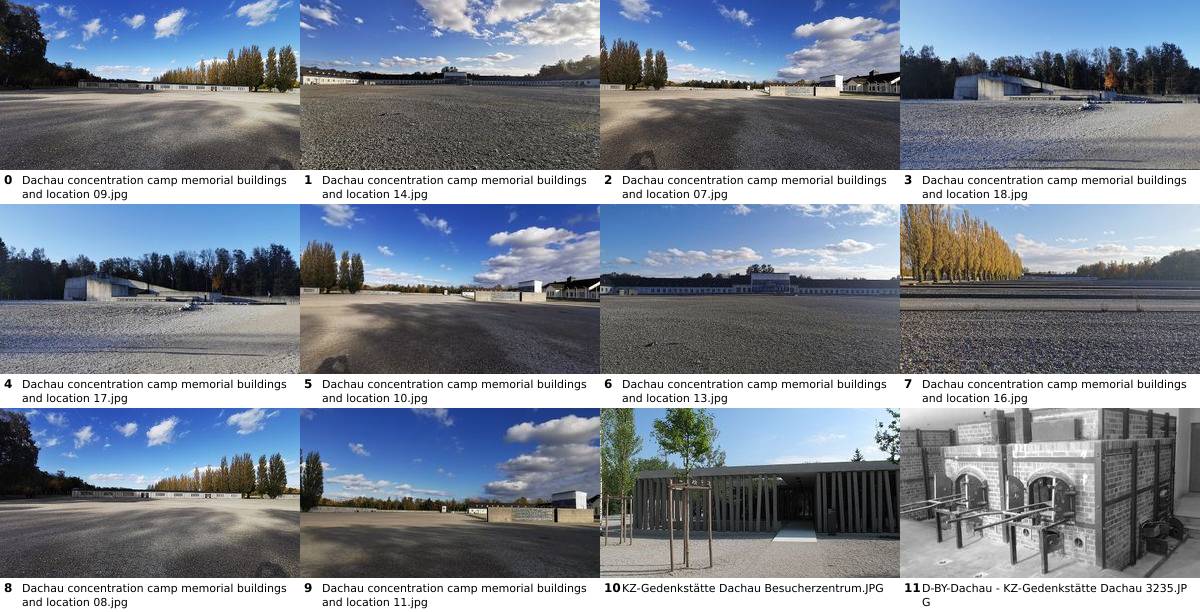 0 Dachau concentration camp memorial buildings
and location 09.jpg
1 Dachau concentration camp memorial buildings
and location 14.jpg
2 Dachau concentration camp memorial buildings
and location 07.jpg
3 Dachau concentration camp memorial buildings
and location 18.jpg
4 Dachau concentration camp memorial buildings
and location 17.jpg
5 Dachau concentration camp memorial buildings
and location 10.jpg
6 Dachau concentration camp memorial buildings
and location 13.jpg
7 Dachau concentration camp memorial buildings
and location 16.jpg
8 Dachau concentration camp memorial buildings
and location 08.jpg
9 Dachau concentration camp memorial buildings
and location 11.jpg
10 KZ-Gedenkstätte Dachau Besucherzentrum.JPG
11 D-BY-Dachau - KZ-Gedenkstätte Dachau 3235.JP
G